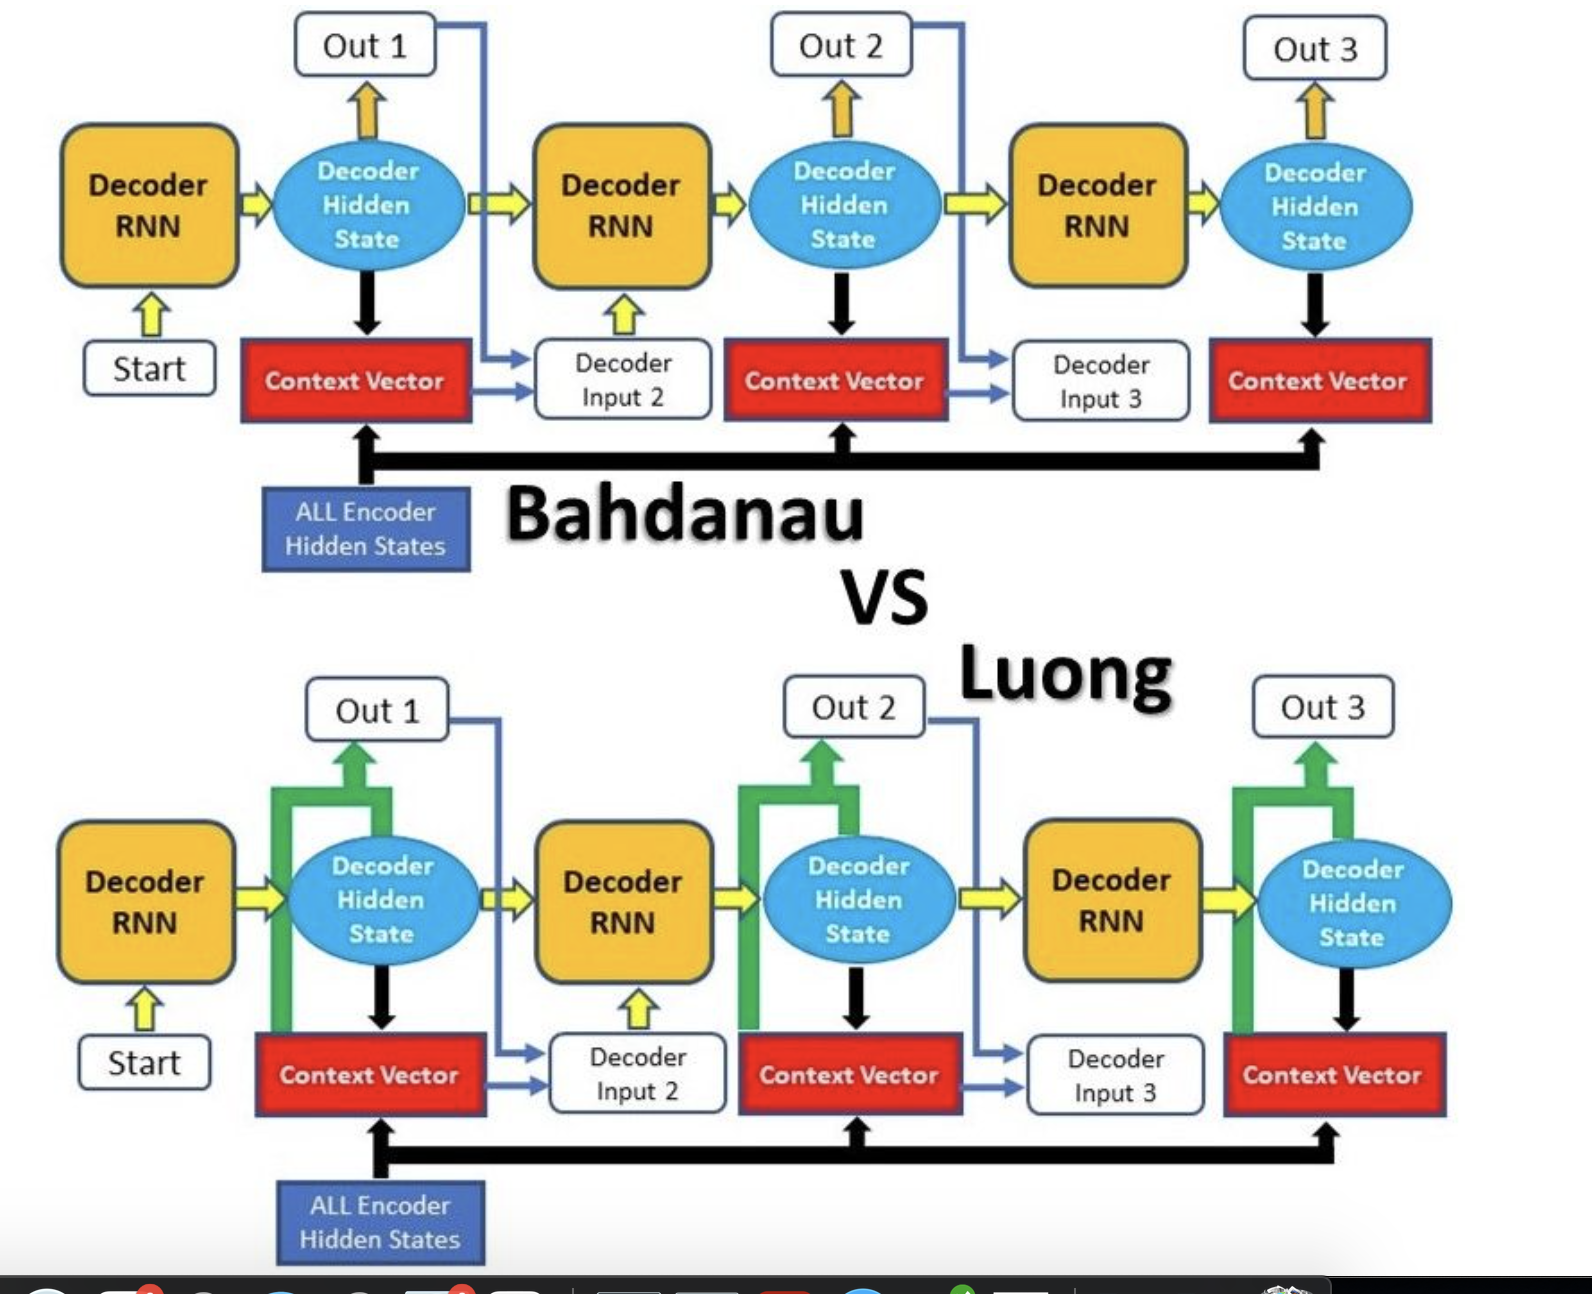 Out 1
Out 2
Out 3
Decoder
RNN
Decoder
Hidden
State
Decoder
RNN
Decoder
Hidden
State
Decoder
RNN
Decoder
Hidden
State
Start
Context Vector
Decoder
Input 2
Context Vector
Decoder
Input 3
Context Vector
ALL Encoder
Hidden States
Bahdanau
VS
Luong
Out 1
Out 2
Out 3
Decoder
RNN
Decoder
Hidden
State
Decoder
RNN
Decoder
Hidden
State
Decoder
RNN
Decoder
Hidden
State
Start
Context Vector
Decoder
Input 2
Context Vector
Decoder
Input 3
Context Vector
ALL Encoder
Hidden States